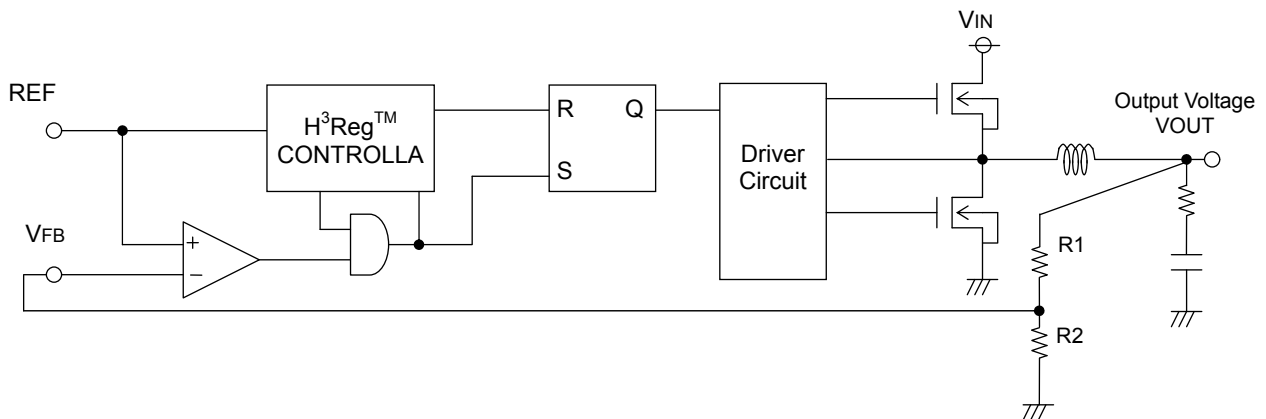 VIN
REF
H³Reg™
CONTROLLA
R
Q
S
Driver
Circuit
Output Voltage
VOUT
VFB
+
−
R1
R2